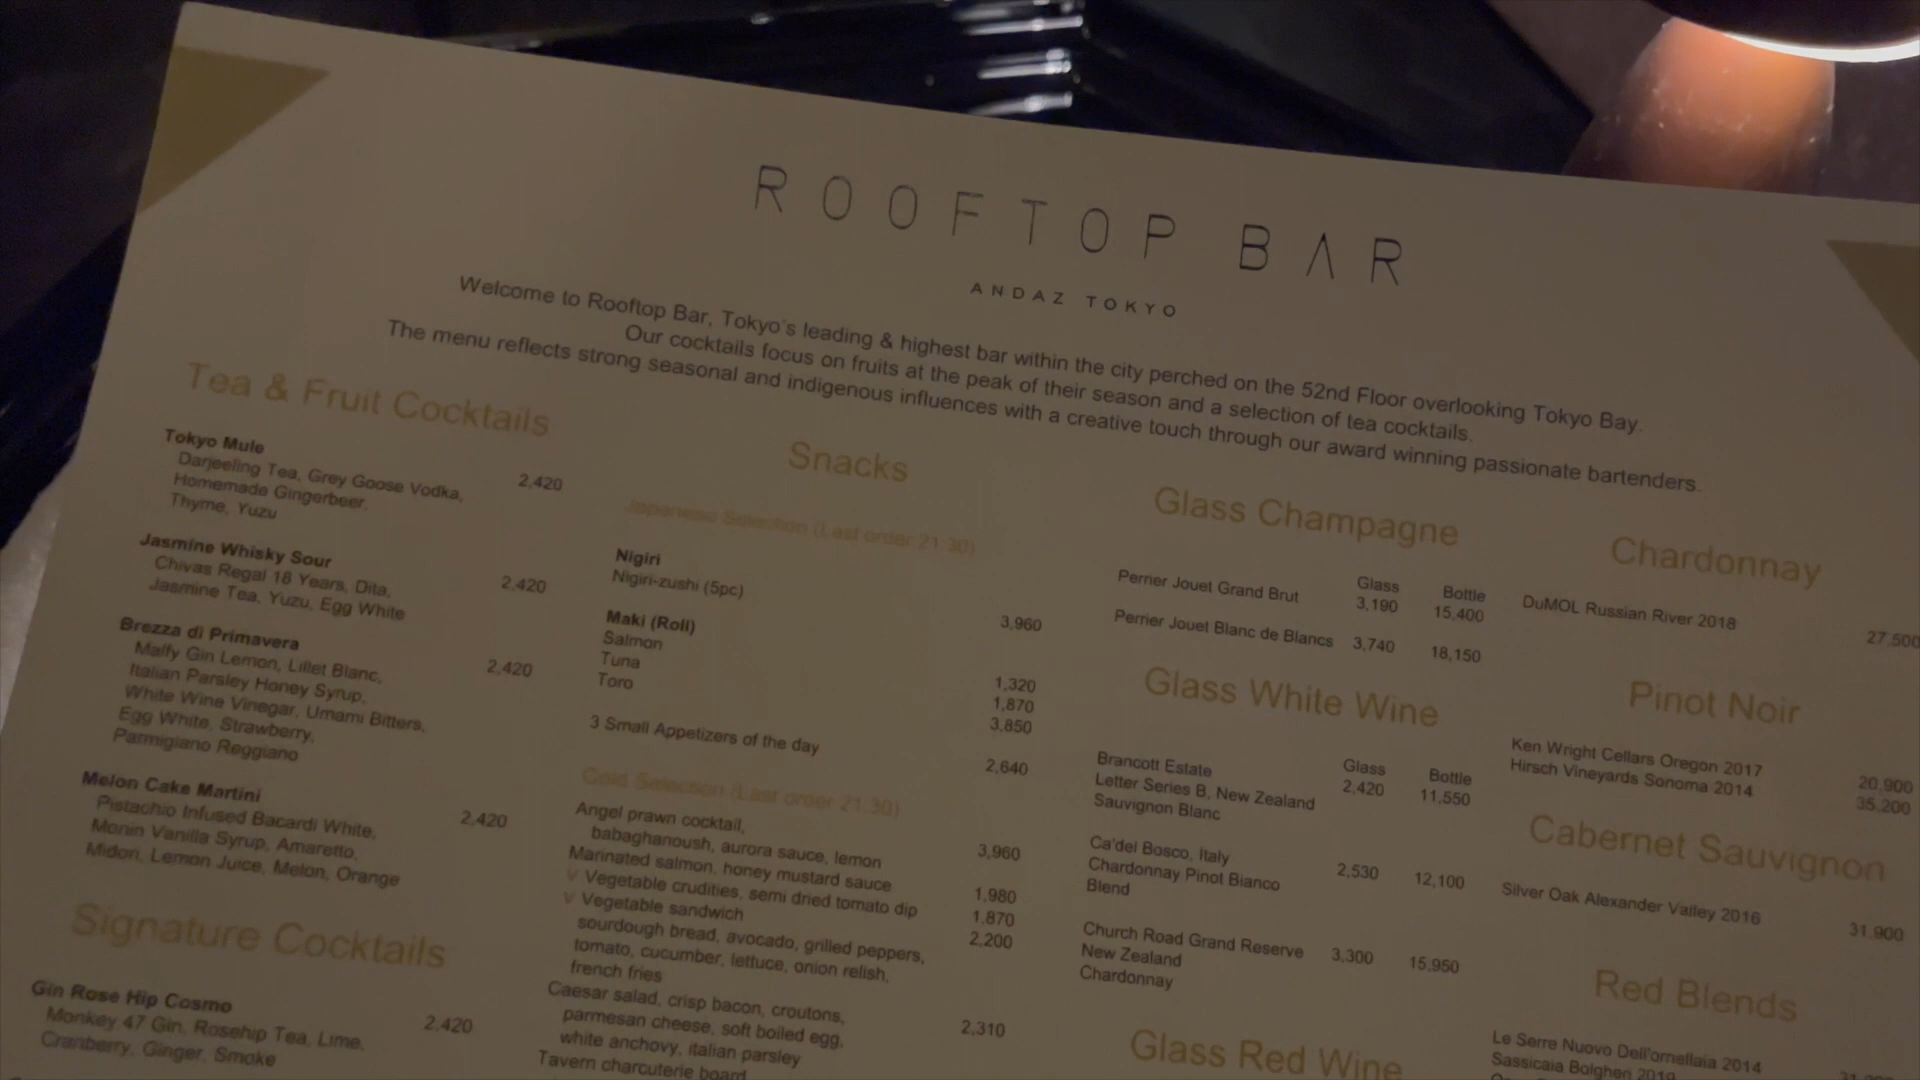 ROOFTOP BAR
ANDAZ TOKYO
Welcome to Rooftop Bar, Tokyo's leading & highest bar within the city perched on the 52nd Floor overlooking Tokyo Bay.
Our cocktails focus on fruits at the peak of their season and a selection of tea cocktails.
The menu reflects strong seasonal and indigenous influences with a creative touch through our award winning passionate bartenders.
Tea & Fruit Cocktails
Tokyo Mule
Darjeeling Tea, Grey Goose Vodka, 2,420
Homemade Gingerbeer,
Thyme, Yuzu
Jasmine Whisky Sour
Chivas Regal 18 Years, Dita, 2,420
Jasmine Tea, Yuzu, Egg White
Brezza di Primavera
Malfy Gin Lemon, Lillet Blanc, 2,420
Italian Parsley Honey Syrup,
White Wine Vinegar, Umami Bitters,
Egg White, Strawberry,
Parmigiano Reggiano
Melon Cake Martini
Pistachio Infused Bacardi White, 2,420
Monin Vanilla Syrup, Amaretto,
Midori, Lemon Juice, Melon, Orange
Signature Cocktails
Gin Rose Hip Cosmo
Monkey 47 Gin, Rosehip Tea, Lime, 2,420
Cranberry, Ginger, Smoke
Snacks
Japanese Selection (Last order 21:30)
Nigiri
Nigiri-zushi (5pc) 3,960
Maki (Roll)
Salmon 1,320
Tuna 1,870
Toro 3,850
3 Small Appetizers of the day 2,640
Cold Selection (Last order 21:30)
Angel prawn cocktail, 3,960
babaghanoush, aurora sauce, lemon
Marinated salmon, honey mustard sauce 1,980
v Vegetable crudities, semi dried tomato dip 1,870
v Vegetable sandwich 2,200
sourdough bread, avocado, grilled peppers,
tomato, cucumber, lettuce, onion relish,
french fries
Caesar salad, crisp bacon, croutons, 2,310
parmesan cheese, soft boiled egg,
white anchovy, italian parsley
Tavern charcuterie board
Glass Champagne
Glass Bottle
Perrier Jouet Grand Brut 3,190 15,400
Perrier Jouet Blanc de Blancs 3,740 18,150
Glass White Wine
Glass Bottle
Brancott Estate 2,420 11,550
Letter Series B, New Zealand
Sauvignon Blanc
Ca'del Bosco, Italy 2,530 12,100
Chardonnay Pinot Bianco
Blend
Church Road Grand Reserve 3,300 15,950
New Zealand
Chardonnay
Glass Red Wine
Chardonnay
DuMOL Russian River 2018 27,500
Pinot Noir
Ken Wright Cellars Oregon 2017 20,900
Hirsch Vineyards Sonoma 2014 35,200
Cabernet Sauvignon
Silver Oak Alexander Valley 2016 31,900
Red Blends
Le Serre Nuovo Dell'ornellaia 2014
Sassicaia Bolgheri 2019